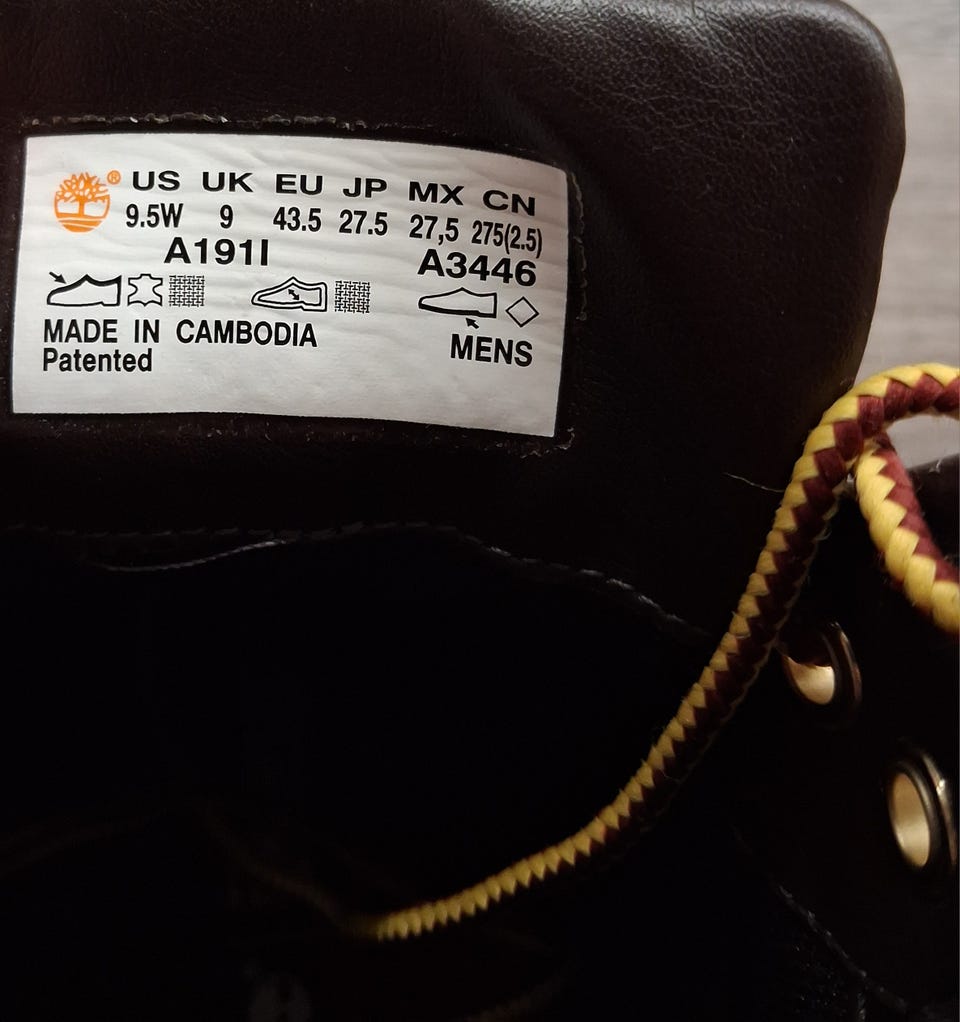 ® US UK EU JP MX CN
9.5W 9 43.5 27.5 27,5 275(2.5)
A191I A3446
MADE IN CAMBODIA
Patented MENS